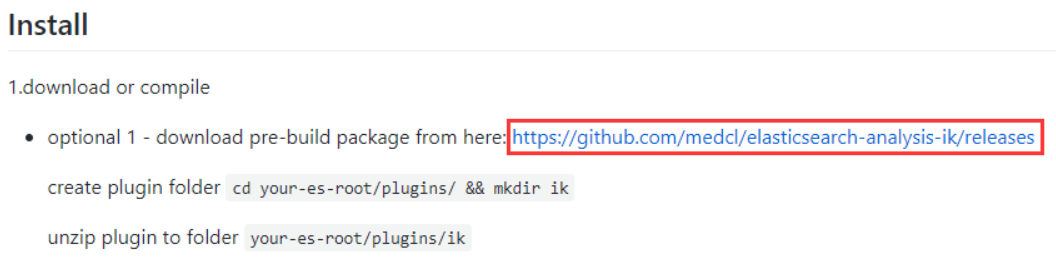 Install
1.download or compile
• optional 1 - download pre-build package from here: https://github.com/medcl/elasticsearch-analysis-ik/releases
create plugin folder cd your-es-root/plugins/ && mkdir ik
unzip plugin to folder your-es-root/plugins/ik